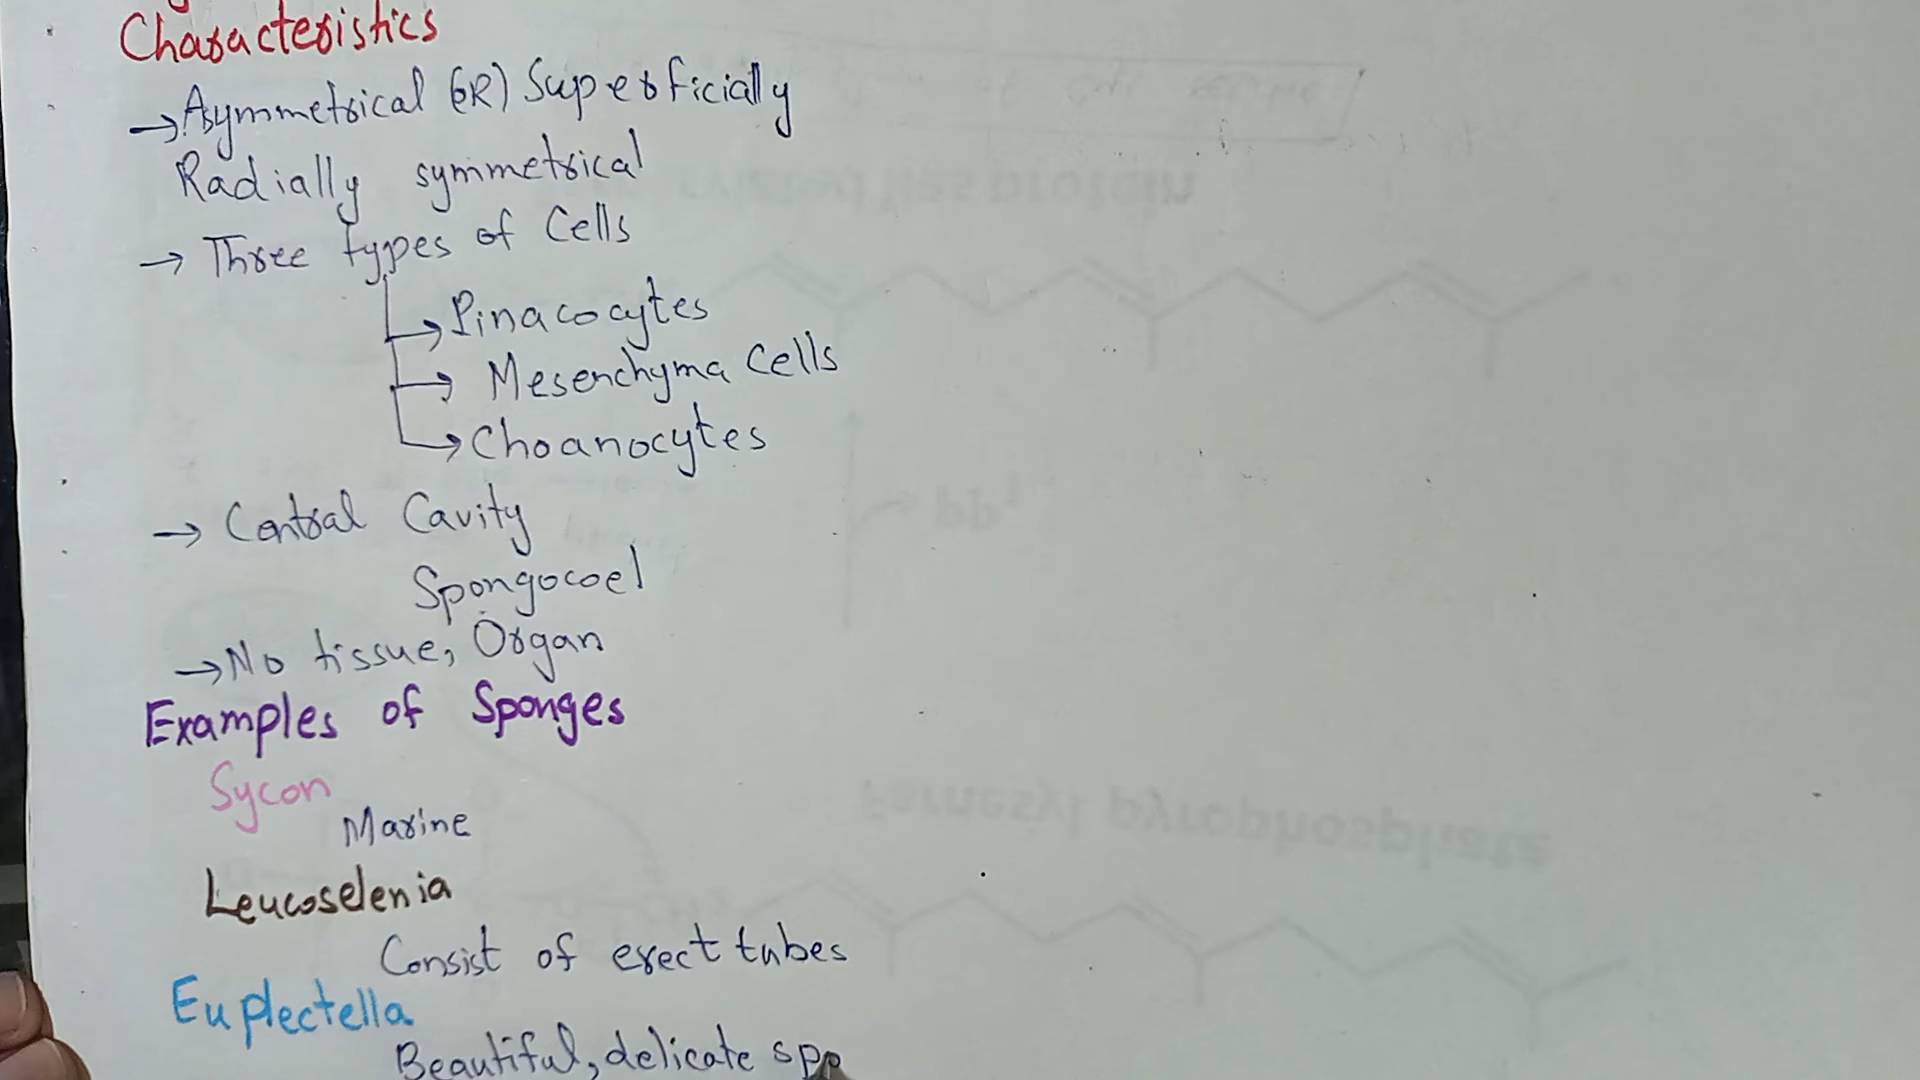 Characteristics
→ Asymmetrical (OR) Superficially
Radially symmetrical
→ Three types of Cells
→ Pinacocytes
→ Mesenchyma Cells
→ Choanocytes
→ Central Cavity
Spongocoel
→ No tissue, Organ
Examples of Sponges
Sycon
Marine
Leucoselenia
Consist of erect tubes
Euplectella
Beautiful, delicate spo